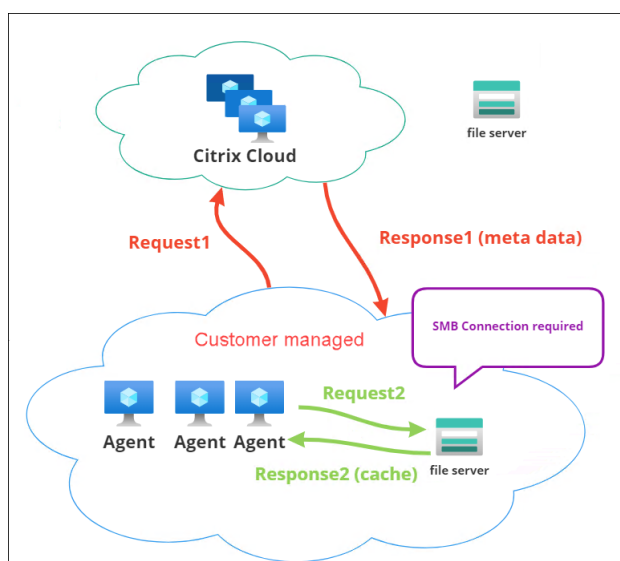 file server
Citrix Cloud
Request1
Response1 (meta data)
SMB Connection required
Customer managed
Request2
Agent
Agent
Agent
file server
Response2 (cache)